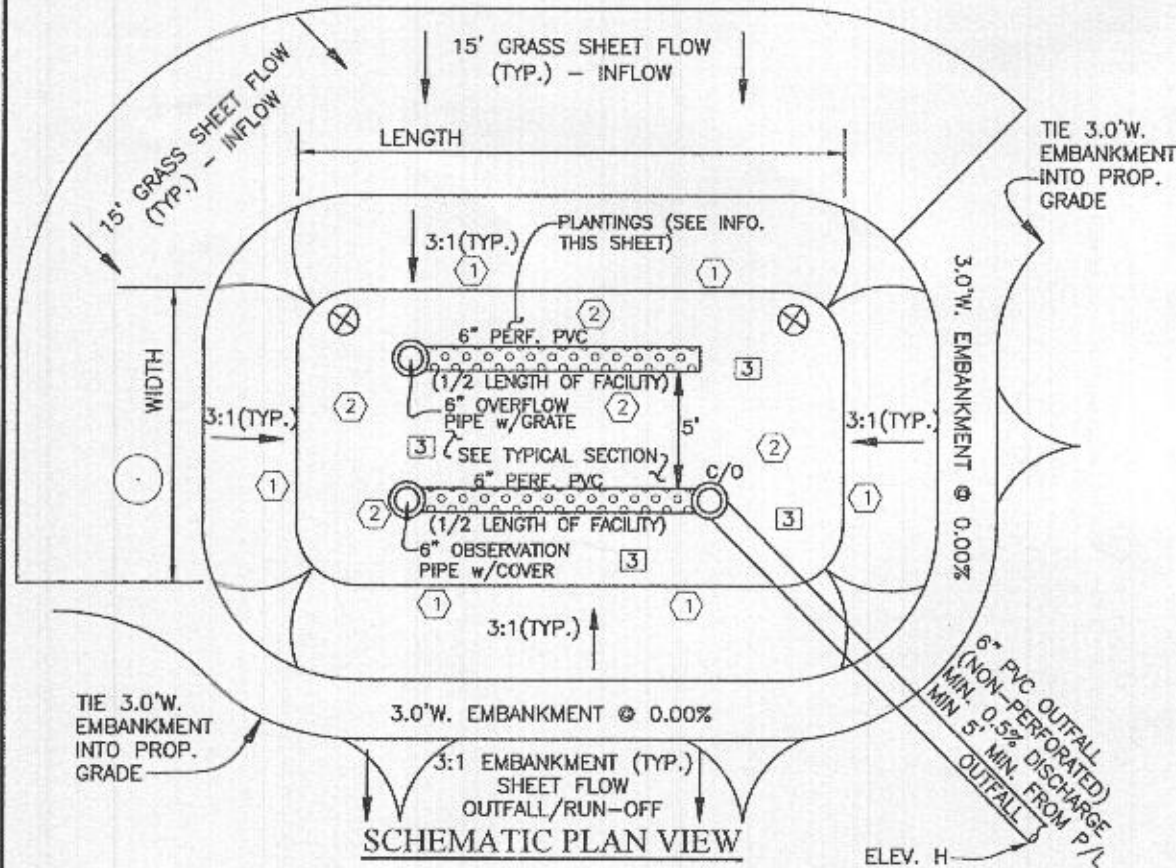 15' GRASS SHEET FLOW
(TYP.) - INFLOW
15' GRASS SHEET FLOW
(TYP.) - INFLOW
TIE 3.0'W.
EMBANKMENT
INTO PROP.
GRADE
LENGTH
PLANTINGS (SEE INFO.
THIS SHEET)
3:1(TYP.)
1
1
2
6" PERF. PVC
3
(1/2 LENGTH OF FACILITY)
WIDTH
2
2
6" OVERFLOW
PIPE w/GRATE
5'
3:1(TYP.)
3:1(TYP.)
3
SEE TYPICAL SECTION
2
C/O
6" PERF. PVC
1
1
2
3
(1/2 LENGTH OF FACILITY)
6" OBSERVATION
PIPE w/COVER
3
1
1
3:1(TYP.)
3.0'W. EMBANKMENT @ 0.00%
6" PVC OUTFALL
(NON-PERFORATED)
MIN. 0.5% DISCHARGE
MIN 5' MIN. FROM P/L
OUTFALL
TIE 3.0'W.
EMBANKMENT
INTO PROP.
GRADE
3.0'W. EMBANKMENT @ 0.00%
3:1 EMBANKMENT (TYP.)
SHEET FLOW
OUTFALL/RUN-OFF
SCHEMATIC PLAN VIEW
ELEV. H